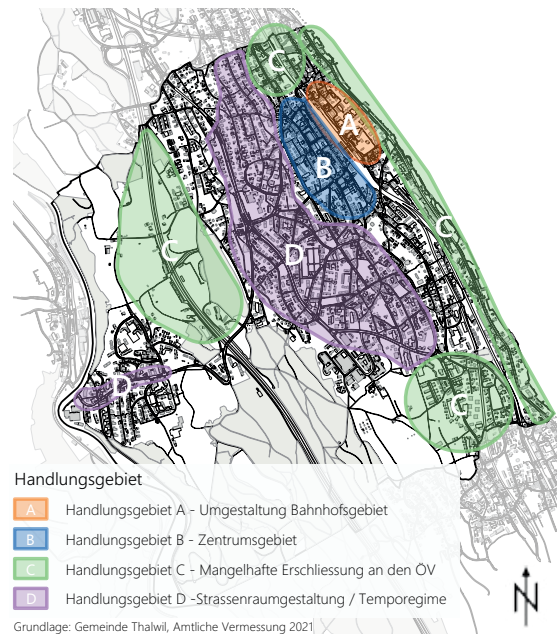 C
A
B
C
C
D
D
C
Handlungsgebiet
A Handlungsgebiet A - Umgestaltung Bahnhofsgebiet
B Handlungsgebiet B - Zentrumsgebiet
C Handlungsgebiet C - Mangelhafte Erschliessung an den ÖV
D Handlungsgebiet D -Strassenraumgestaltung / Temporegime
N
Grundlage: Gemeinde Thalwil, Amtliche Vermessung 2021